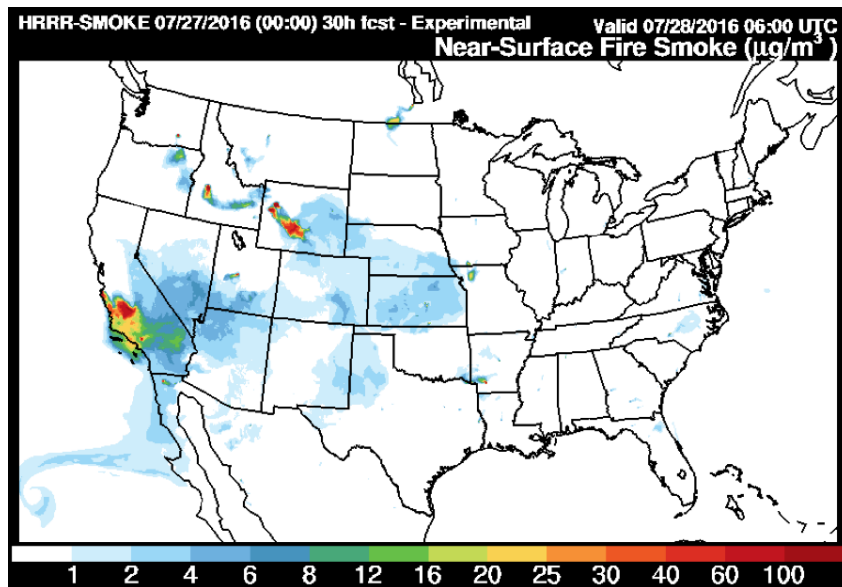 HRRR-SMOKE 07/27/2016 (00:00) 30h fcst - Experimental Valid 07/28/2016 06:00 UTC
Near-Surface Fire Smoke (μg/m³)
1 2 4 6 8 12 16 20 25 30 40 60 100